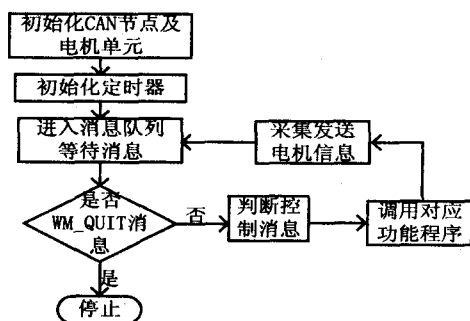 初始化CAN节点及
电机单元
初始化定时器
进入消息队列
等待消息
采集发送
电机信息
是否
WM_QUIT消
息
否
判断控
制消息
调用对应
功能程序
是
停止